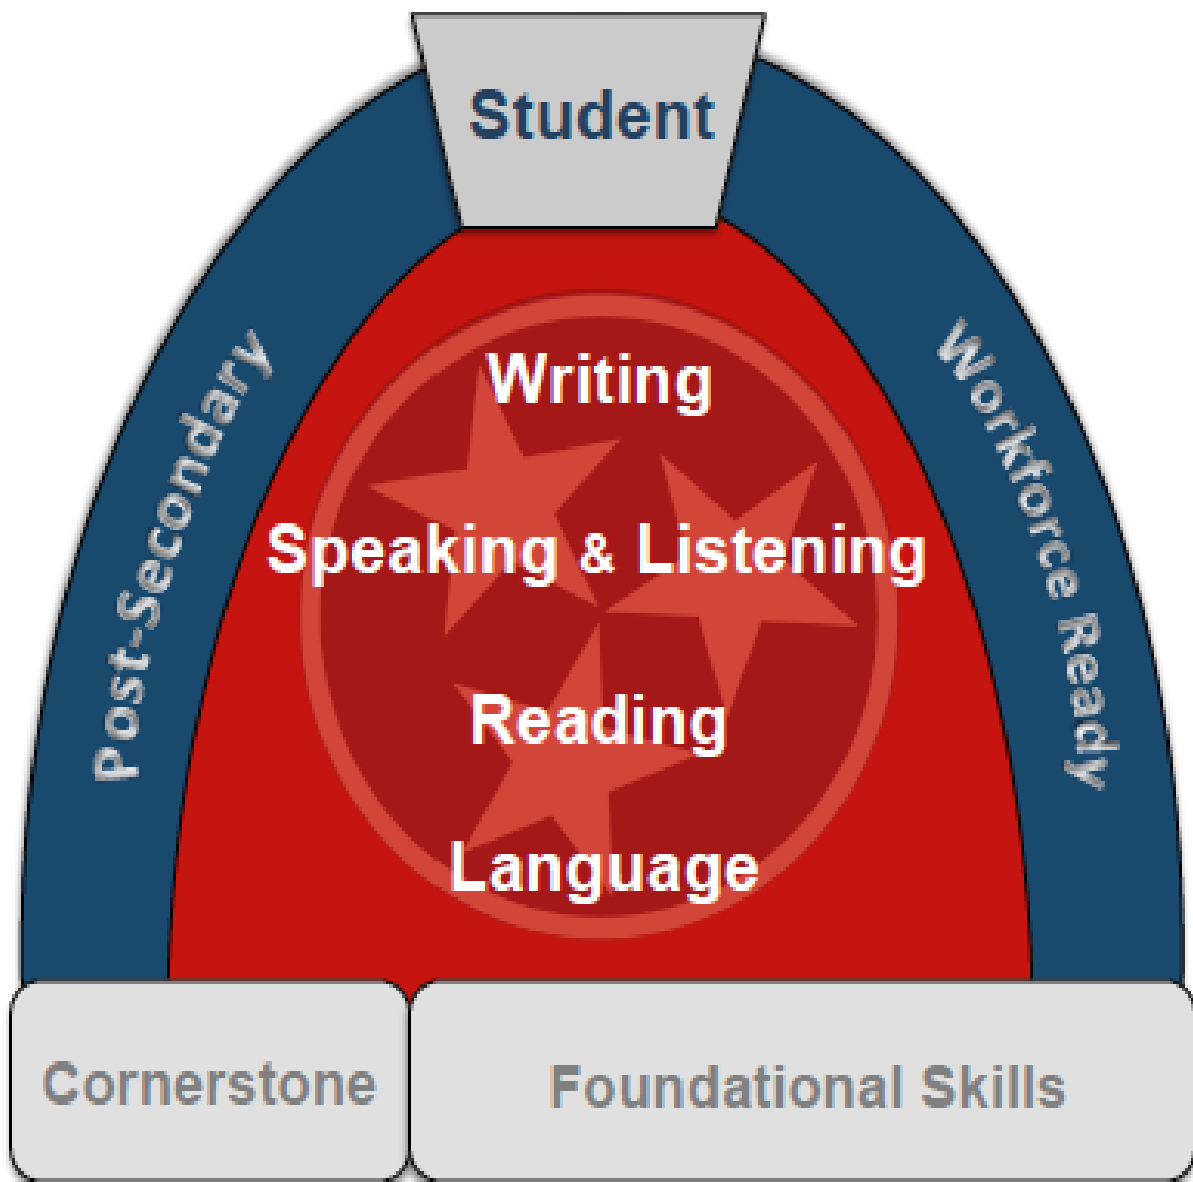 Student
Post-Secondary
Workforce Ready
Writing
Speaking & Listening
Reading
Language
Cornerstone
Foundational Skills